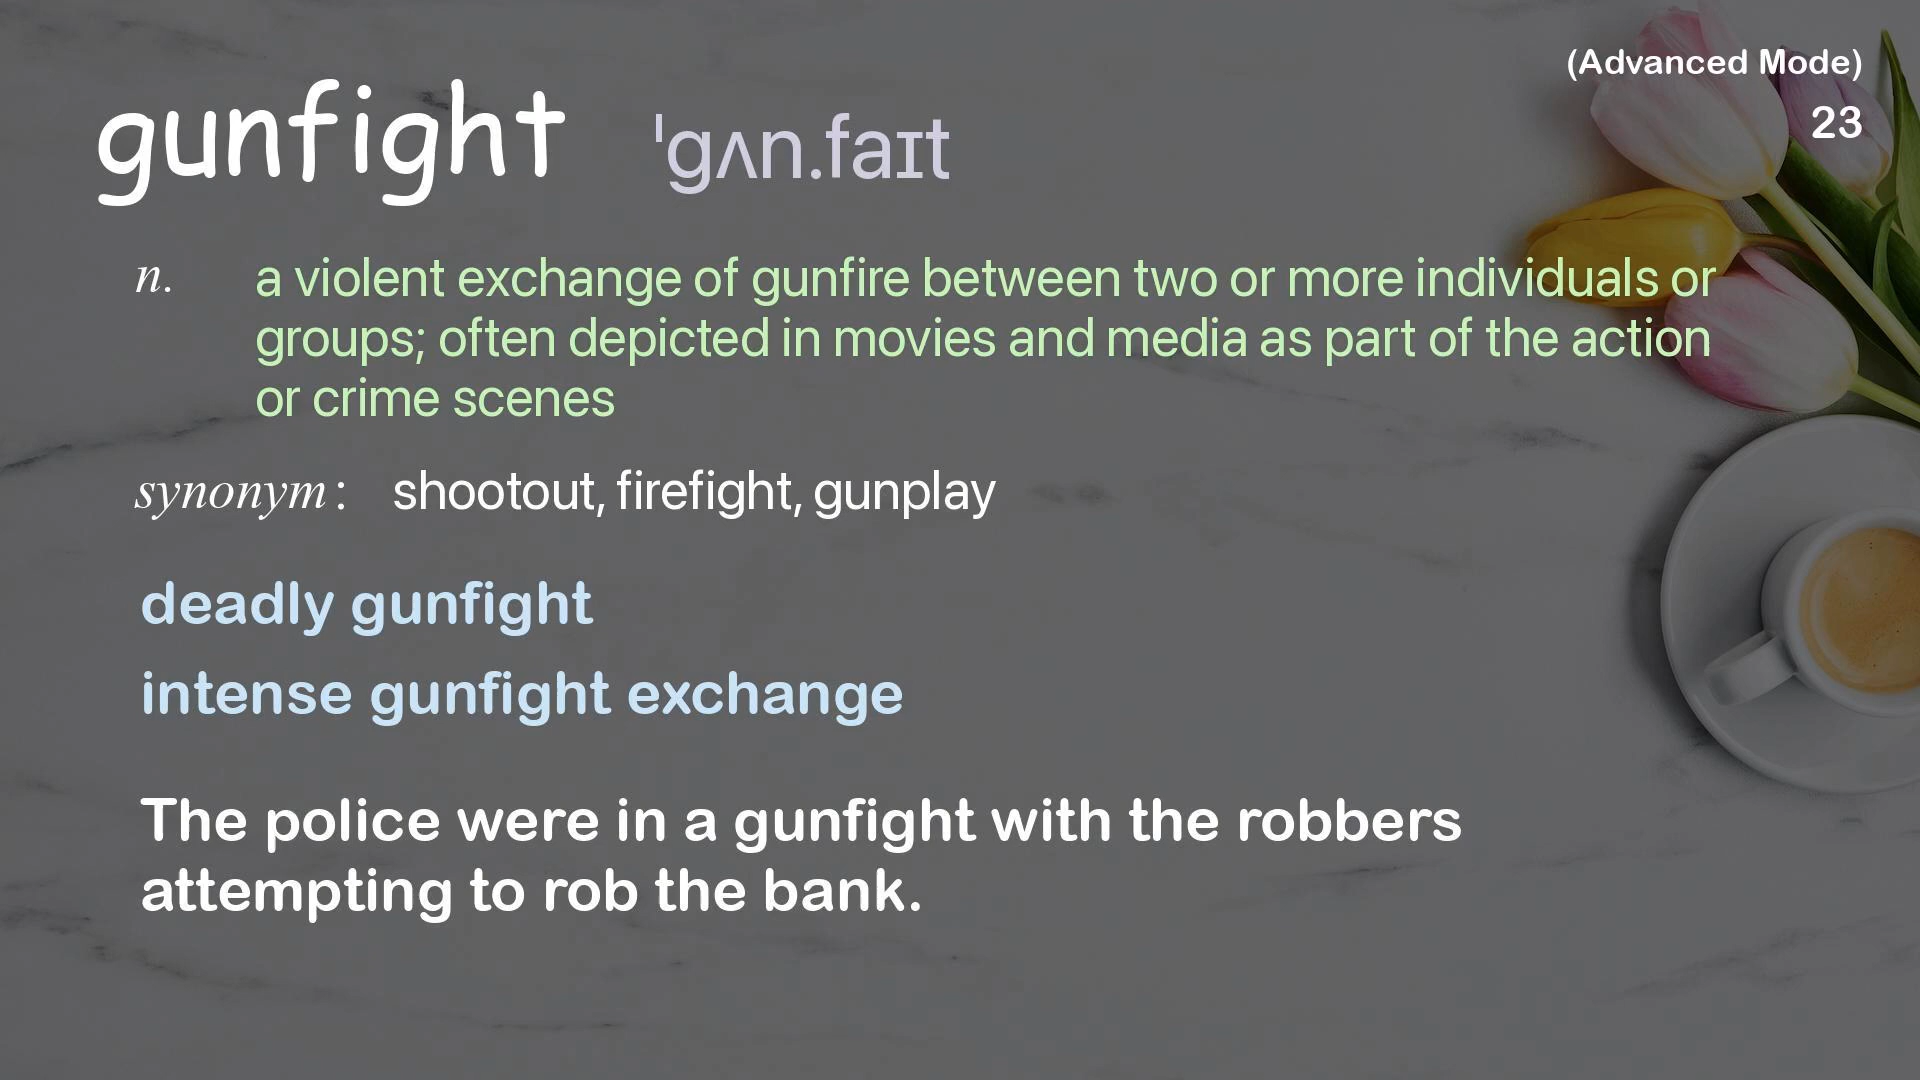 (Advanced Mode)
23
gunfight ˈgʌn.faɪt
n. a violent exchange of gunfire between two or more individuals or
groups; often depicted in movies and media as part of the action
or crime scenes
synonym: shootout, firefight, gunplay
deadly gunfight
intense gunfight exchange
The police were in a gunfight with the robbers
attempting to rob the bank.